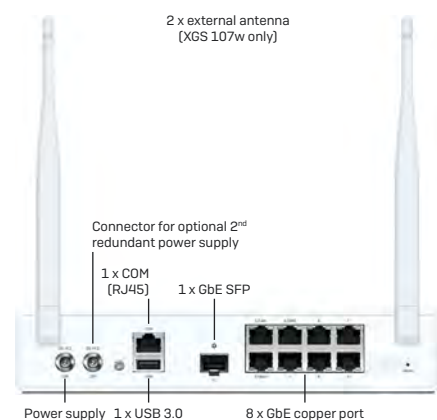 2 x external antenna
(XGS 107w only)
Connector for optional 2nd
redundant power supply
1 x COM
(RJ45)
1 x GbE SFP
Power supply
1 x USB 3.0
8 x GbE copper port